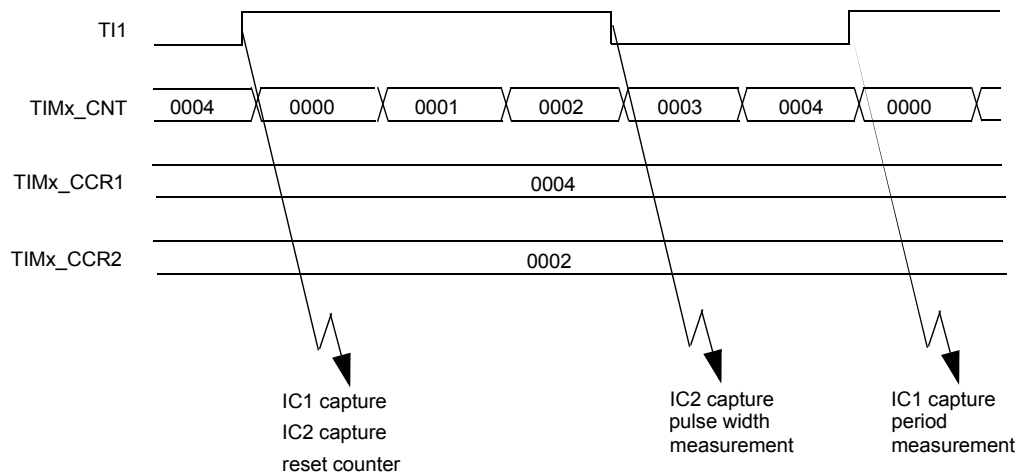 TI1
TIMx_CNT
0004
0000
0001
0002
0003
0004
0000
TIMx_CCR1
0004
TIMx_CCR2
0002
IC1 capture
IC2 capture
reset counter
IC2 capture
pulse width
measurement
IC1 capture
period
measurement